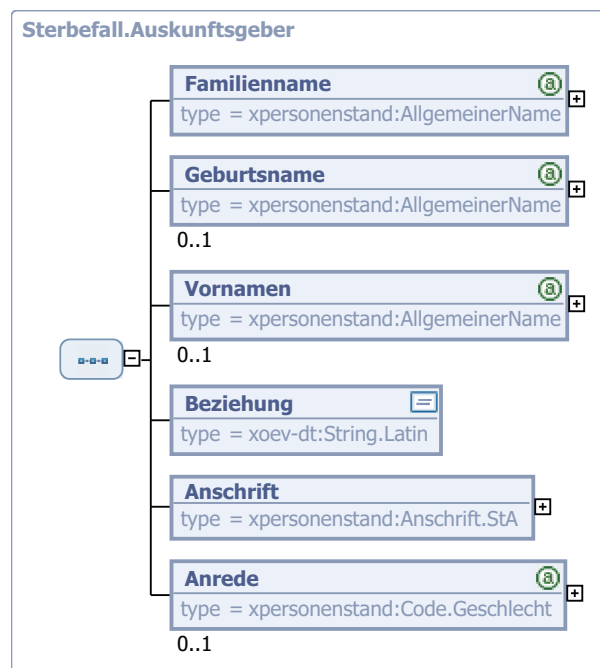 Sterbefall.Auskunftsgeber
Familienname
type = xpersonenstand:AllgemeinerName
Geburtsname
type = xpersonenstand:AllgemeinerName
0..1
Vornamen
type = xpersonenstand:AllgemeinerName
0..1
Beziehung
type = xoev-dt:String.Latin
Anschrift
type = xpersonenstand:Anschrift.StA
Anrede
type = xpersonenstand:Code.Geschlecht
0..1